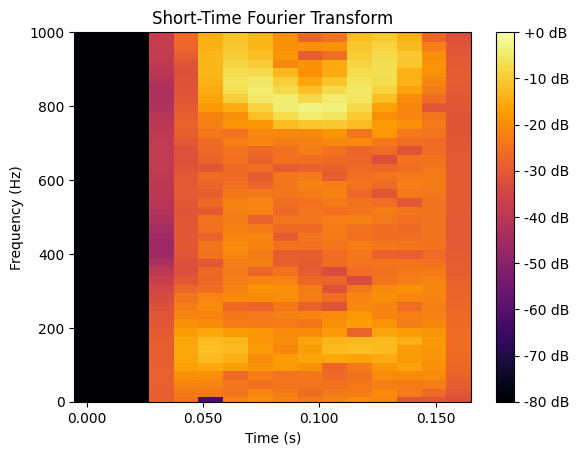 Short-Time Fourier Transform
1000
800
600
400
200
0
Frequency (Hz)
0.000
0.050
0.100
0.150
Time (s)
+0 dB
-10 dB
-20 dB
-30 dB
-40 dB
-50 dB
-60 dB
-70 dB
-80 dB